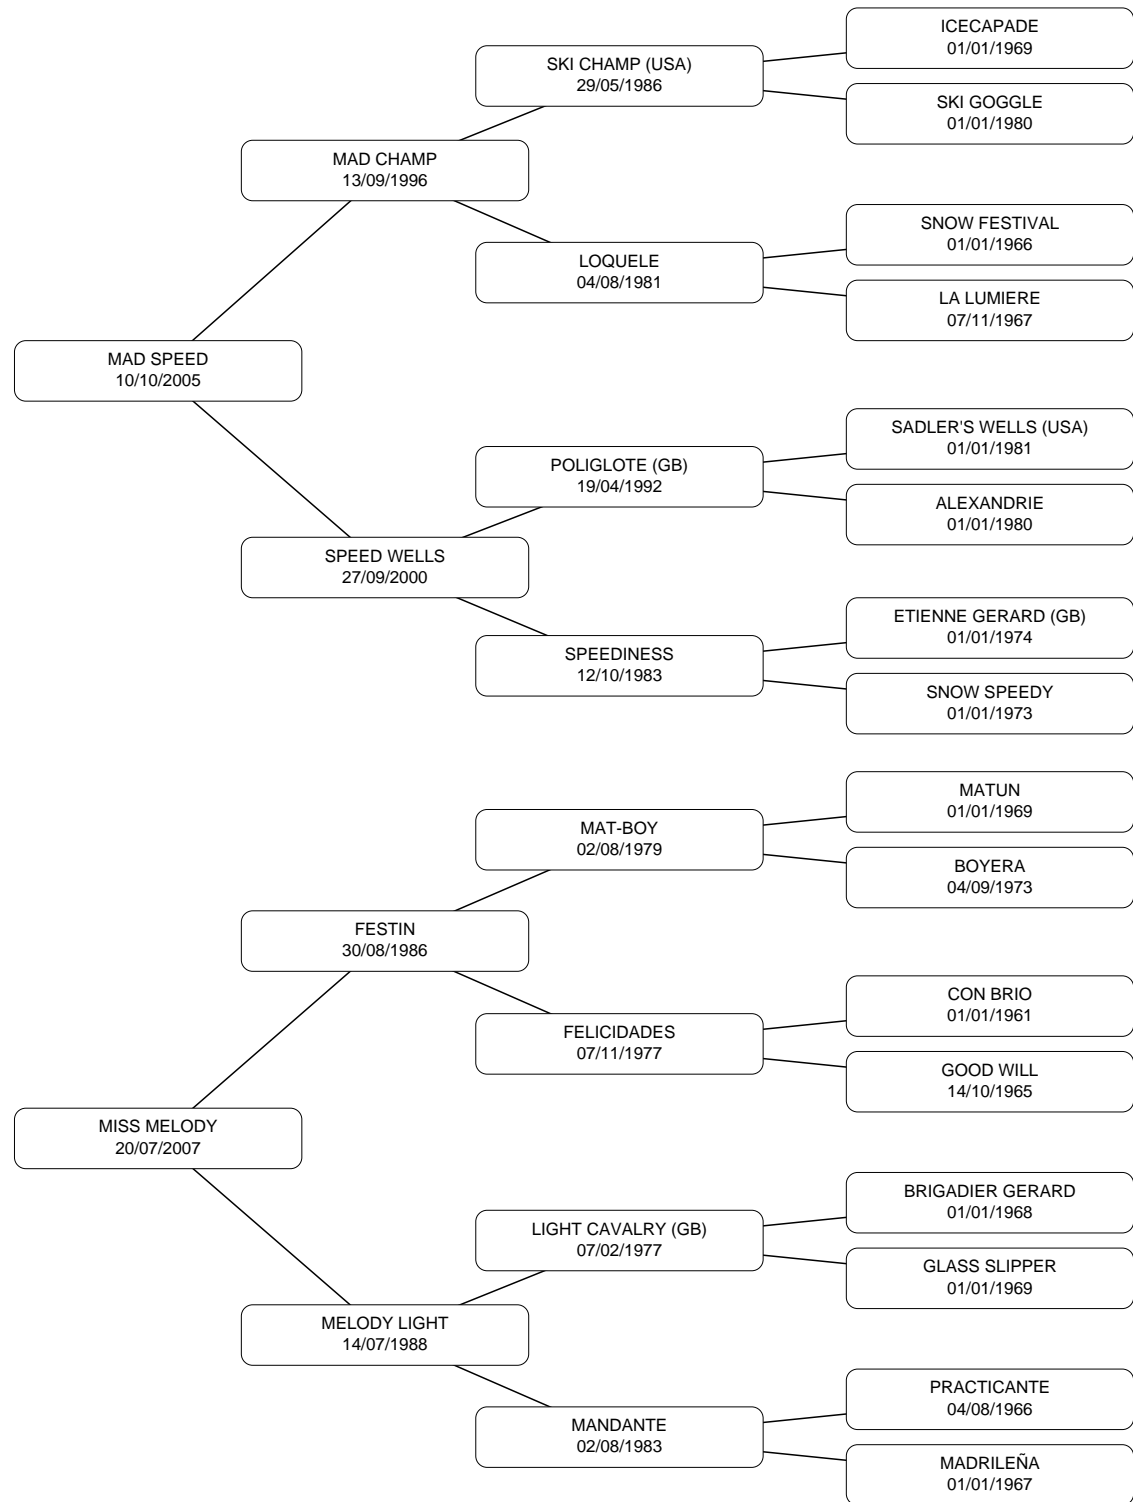 ICECAPADE
01/01/1969
SKI CHAMP (USA)
29/05/1986
SKI GOGGLE
01/01/1980
MAD CHAMP
13/09/1996
SNOW FESTIVAL
01/01/1966
LOQUELE
04/08/1981
LA LUMIERE
07/11/1967
MAD SPEED
10/10/2005
SADLER'S WELLS (USA)
01/01/1981
POLIGLOTE (GB)
19/04/1992
ALEXANDRIE
01/01/1980
SPEED WELLS
27/09/2000
ETIENNE GERARD (GB)
01/01/1974
SPEEDINESS
12/10/1983
SNOW SPEEDY
01/01/1973
MATUN
01/01/1969
MAT-BOY
02/08/1979
BOYERA
04/09/1973
FESTIN
30/08/1986
CON BRIO
01/01/1961
FELICIDADES
07/11/1977
GOOD WILL
14/10/1965
MISS MELODY
20/07/2007
BRIGADIER GERARD
01/01/1968
LIGHT CAVALRY (GB)
07/02/1977
GLASS SLIPPER
01/01/1969
MELODY LIGHT
14/07/1988
PRACTICANTE
04/08/1966
MANDANTE
02/08/1983
MADRILEÑA
01/01/1967